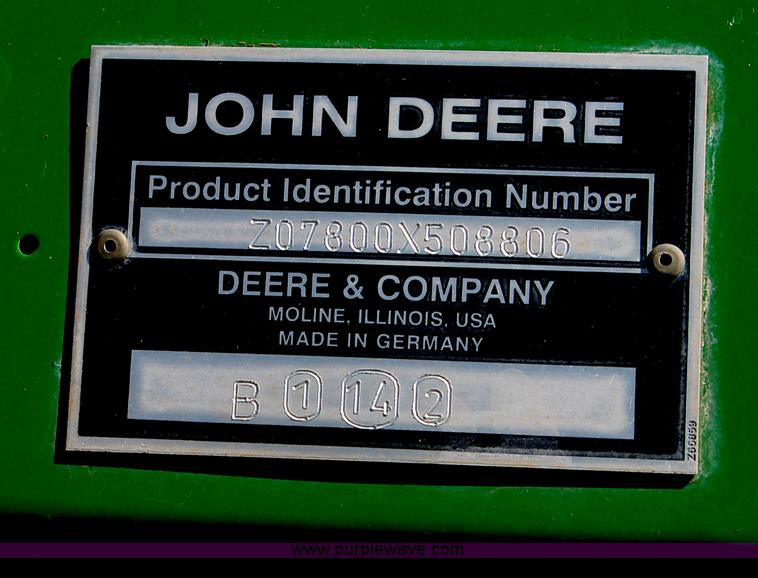 JOHN DEERE
Product Identification Number
Z07800X508806
DEERE & COMPANY
MOLINE, ILLINOIS, USA
MADE IN GERMANY
B 1 14 2
Z66859
www.purplewave.com